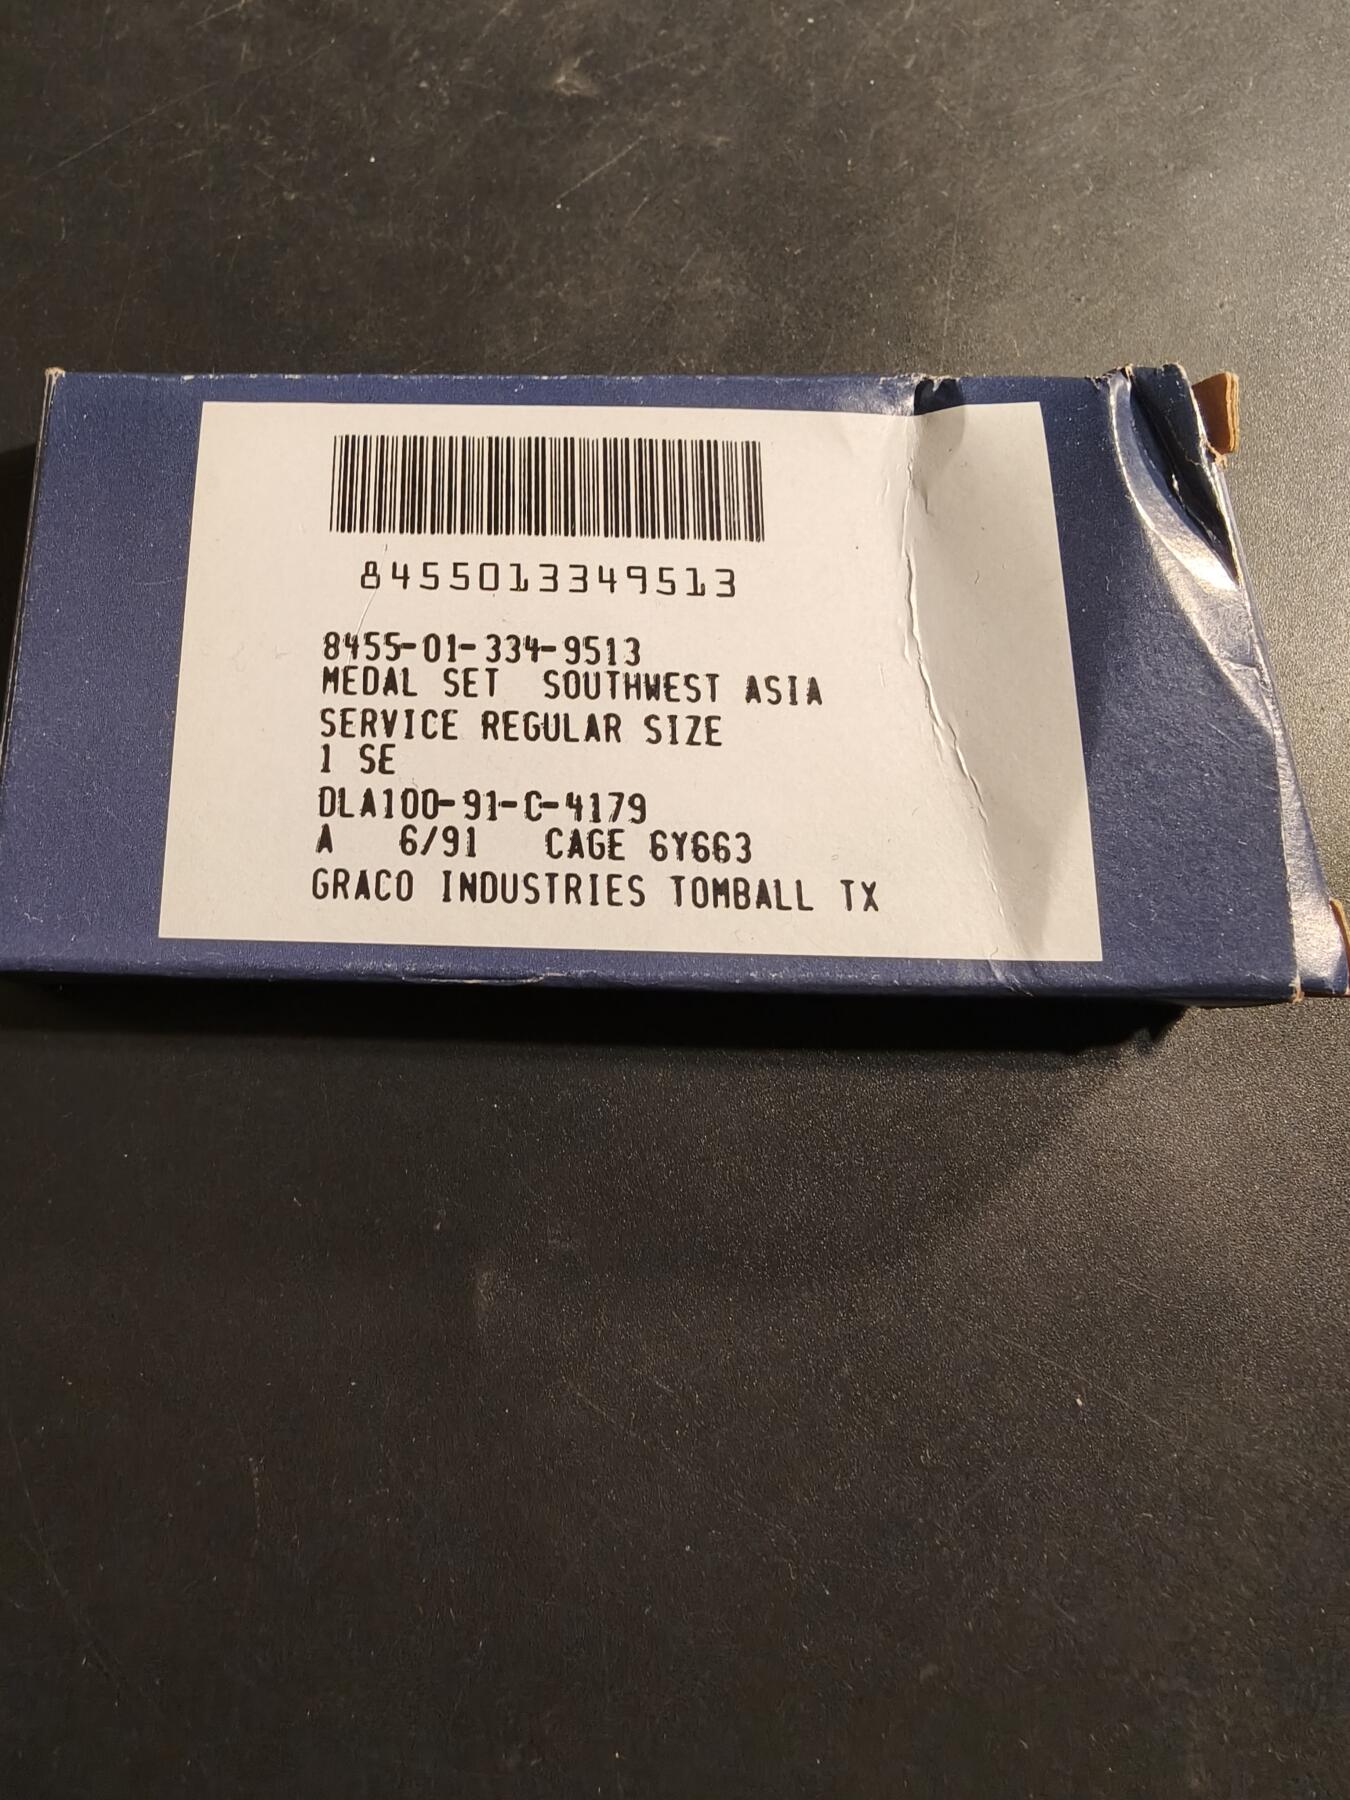 8455013349513
8455-01-334-9513
MEDAL SET SOUTHWEST ASIA
SERVICE REGULAR SIZE
1 SE
DLA100-91-C-4179
A 6/91 CAGE 6Y663
GRACO INDUSTRIES TOMBALL TX